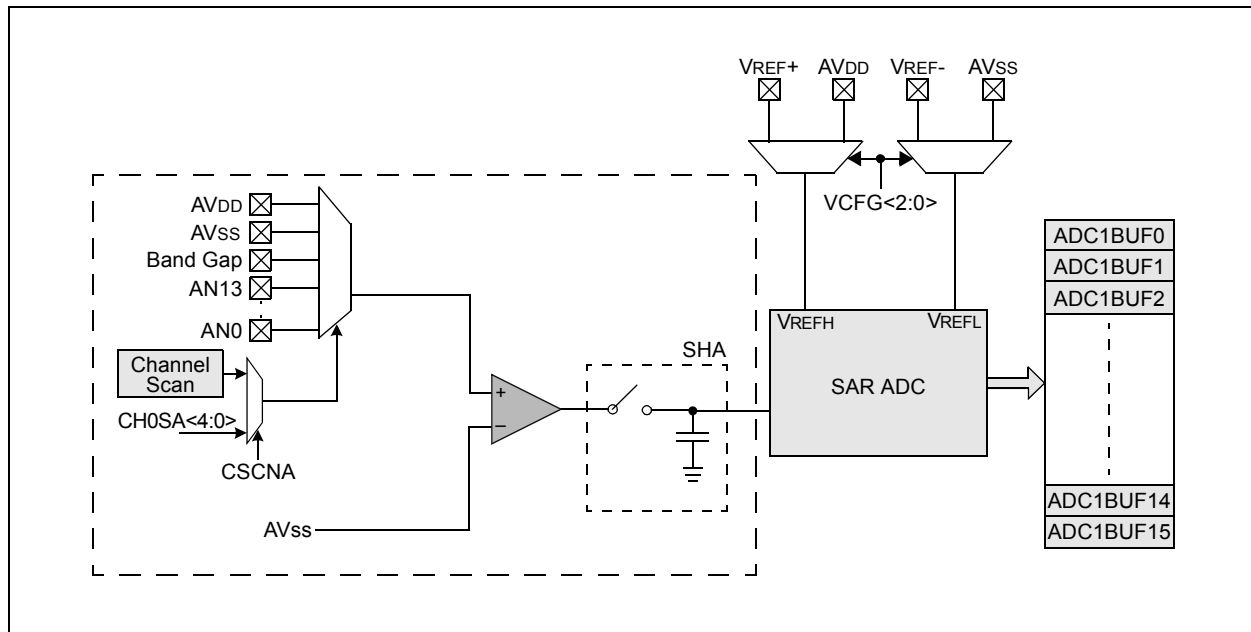 VREF+ AVDD VREF- AVSS
VCFG<2:0>
AVDD
AVSS
Band Gap
AN13
AN0
Channel
Scan
CH0SA<4:0>
CSCNA
AVss
+
–
SHA
VREFH VREFL
SAR ADC
ADC1BUF0
ADC1BUF1
ADC1BUF2
ADC1BUF14
ADC1BUF15